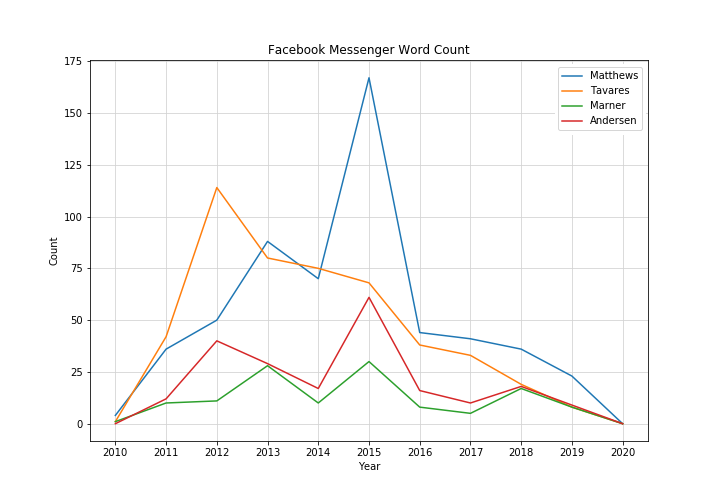 Facebook Messenger Word Count
175
150
125
100
75
50
25
0
Count
Matthews
Tavares
Marner
Andersen
2010 2011 2012 2013 2014 2015 2016 2017 2018 2019 2020
Year